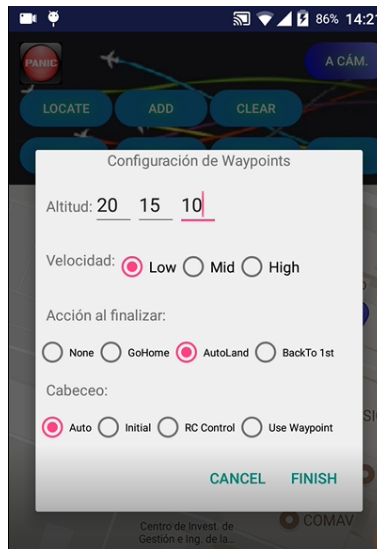 86% 14:21
PANIC
A CÁM.
LOCATE ADD CLEAR
Configuración de Waypoints
Altitud: 20 15 10
Velocidad: Low Mid High
Acción al finalizar:
None GoHome AutoLand BackTo 1st
Cabeceo:
Auto Initial RC Control Use Waypoint
CANCEL FINISH
Centro de Invest. de
Gestión e Ing. de la...
COMAV